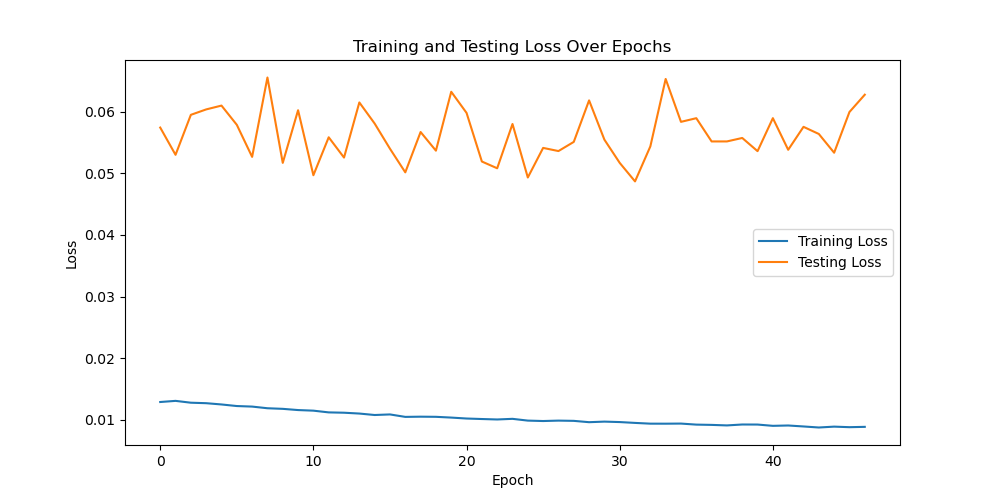 Training and Testing Loss Over Epochs
0.06
0.05
0.04
0.03
0.02
0.01
Loss
Training Loss
Testing Loss
0 10 20 30 40
Epoch